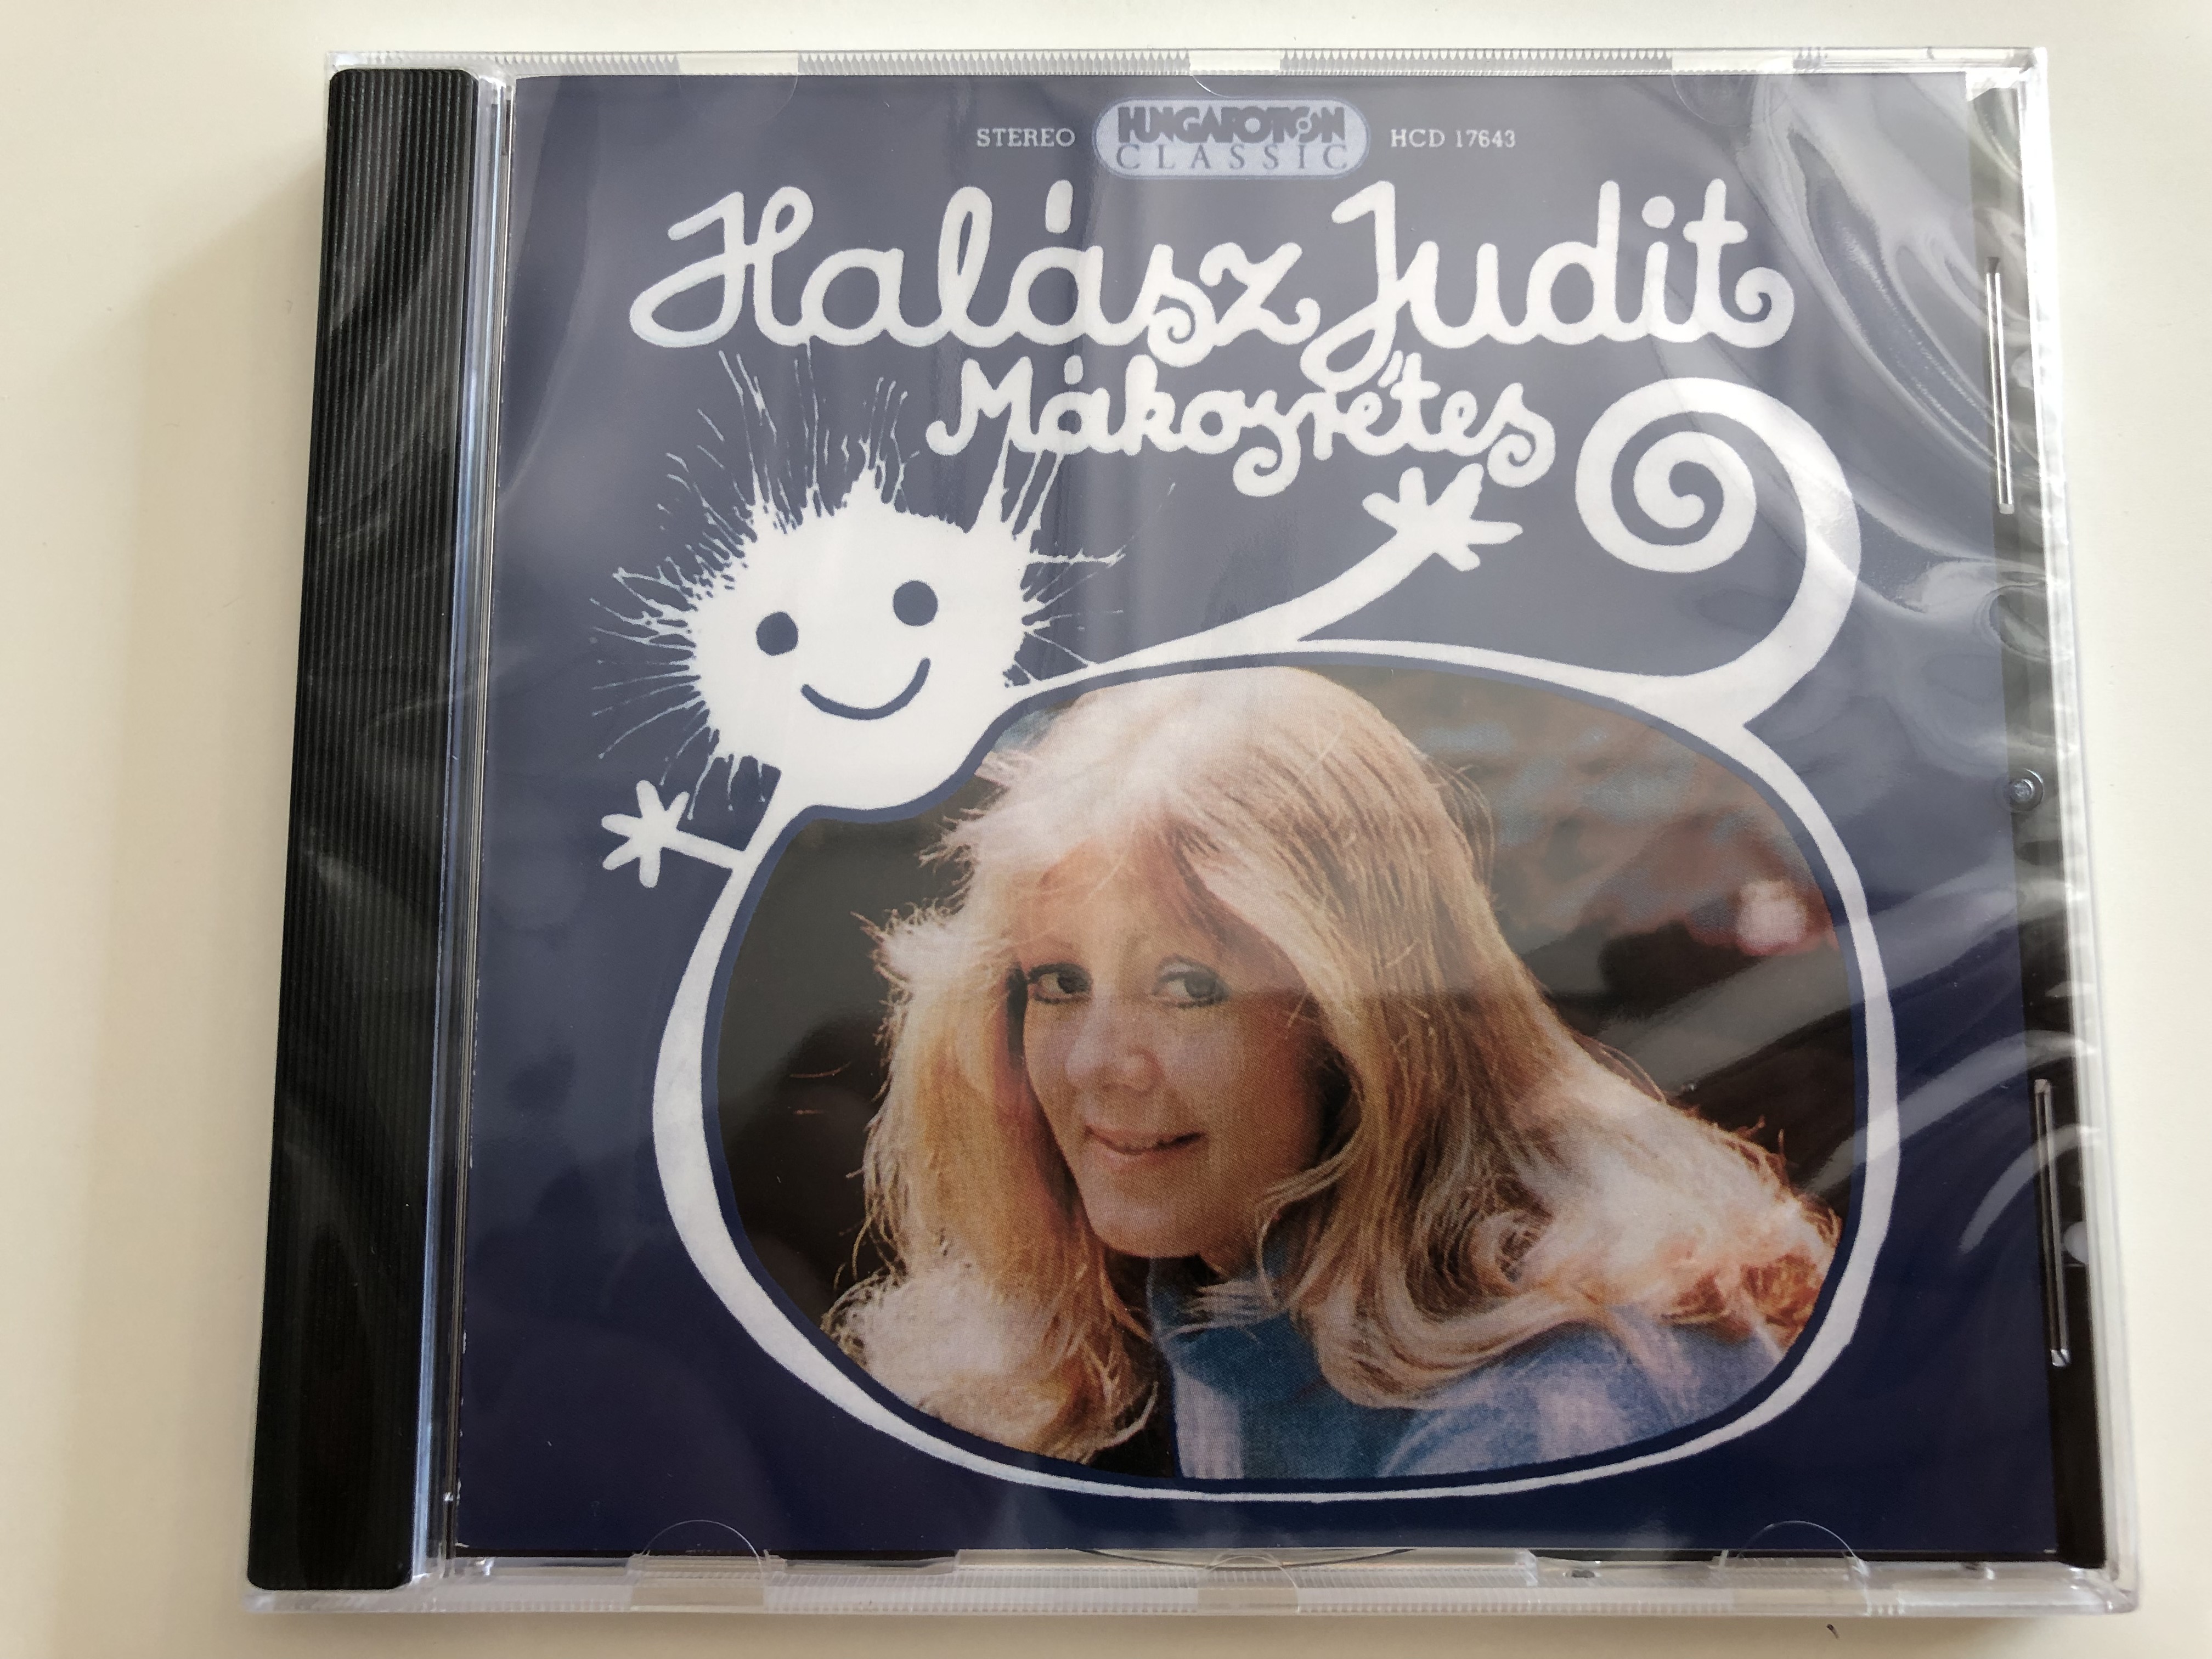 STEREO HUNGAROTON CLASSIC HCD 17643
Halász Judit
Mákosrétes